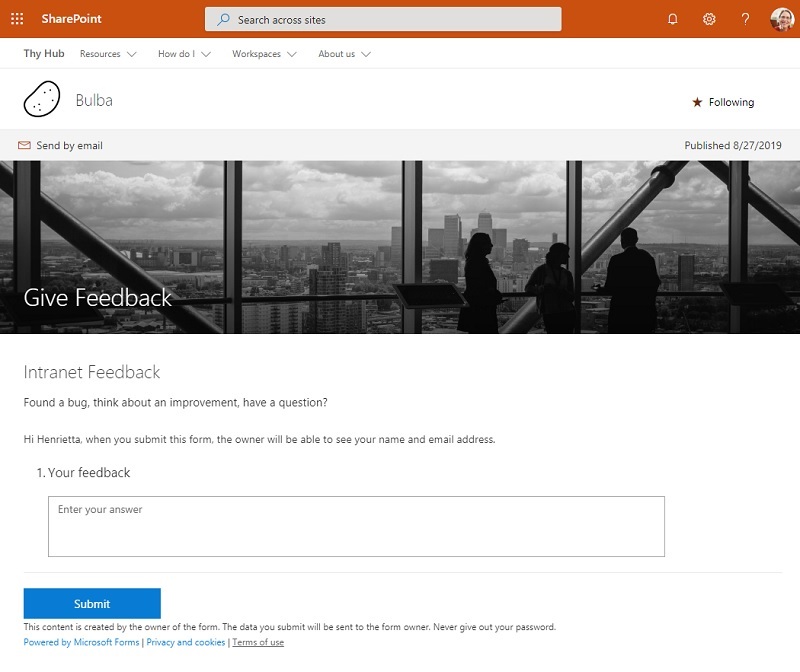 SharePoint
Search across sites
?
Thy Hub Resources How do I Workspaces About us
Bulba
Following
Send by email
Published 8/27/2019
Give Feedback
Intranet Feedback
Found a bug, think about an improvement, have a question?
Hi Henrietta, when you submit this form, the owner will be able to see your name and email address.
1. Your feedback
Enter your answer
Submit
This content is created by the owner of the form. The data you submit will be sent to the form owner. Never give out your password.
Powered by Microsoft Forms | Privacy and cookies | Terms of use